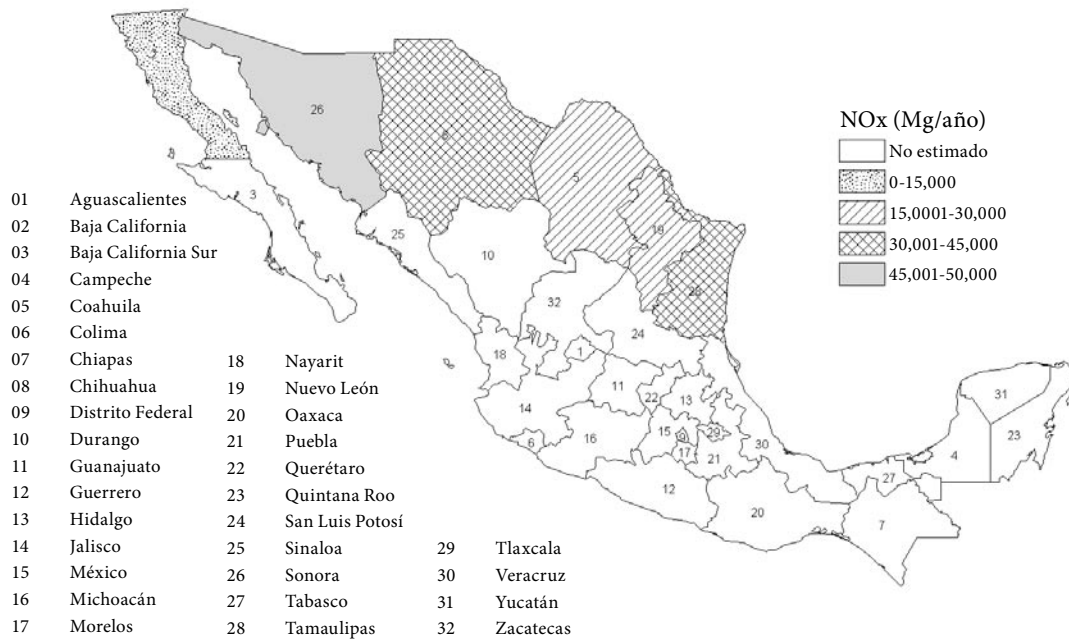 NOx (Mg/año)
No estimado
0-15,000
15,0001-30,000
30,001-45,000
45,001-50,000
01 Aguascalientes
02 Baja California
03 Baja California Sur
04 Campeche
05 Coahuila
06 Colima
07 Chiapas
08 Chihuahua
09 Distrito Federal
10 Durango
11 Guanajuato
12 Guerrero
13 Hidalgo
14 Jalisco
15 México
16 Michoacán
17 Morelos
18 Nayarit
19 Nuevo León
20 Oaxaca
21 Puebla
22 Querétaro
23 Quintana Roo
24 San Luis Potosí
25 Sinaloa
26 Sonora
27 Tabasco
28 Tamaulipas
29 Tlaxcala
30 Veracruz
31 Yucatán
32 Zacatecas
26
8
5
3
19
25
10
28
32
24
18
1
31
11
22
13
14
23
15
9
29
30
6
16
17
21
4
27
12
20
7